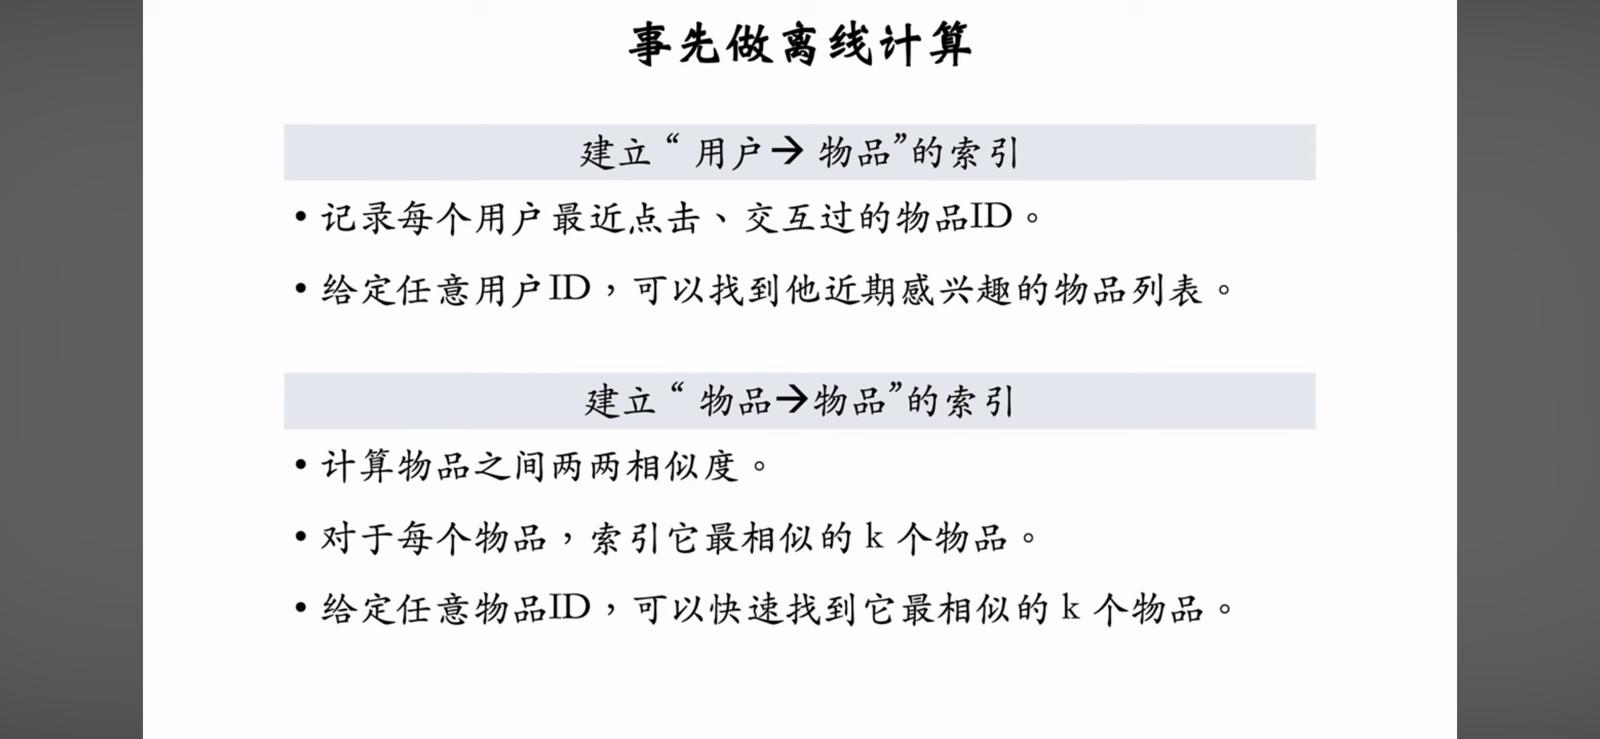 事先做离线计算
建立“ 用户→ 物品”的索引
• 记录每个用户最近点击、交互过的物品ID。
• 给定任意用户ID，可以找到他近期感兴趣的物品列表。
建立“ 物品→物品”的索引
• 计算物品之间两两相似度。
• 对于每个物品，索引它最相似的 k 个物品。
• 给定任意物品ID，可以快速找到它最相似的 k 个物品。